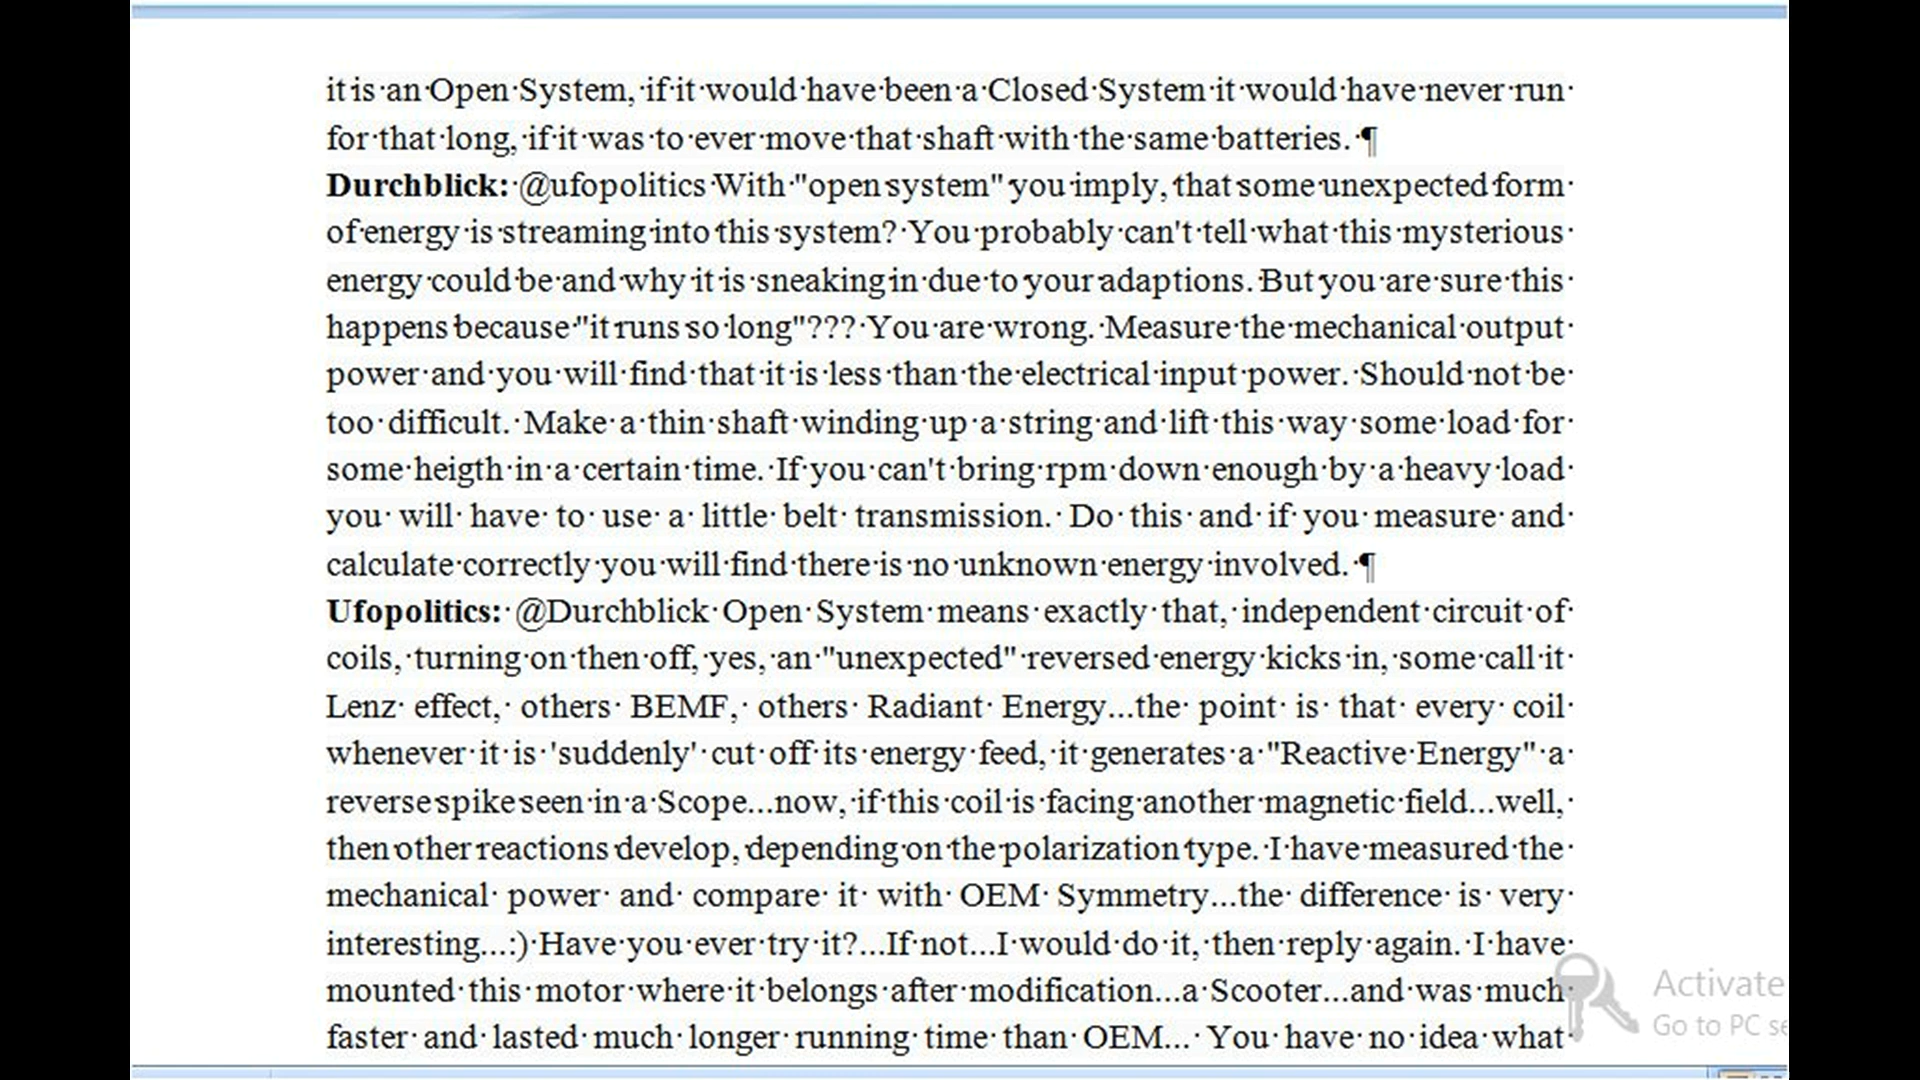 it is an Open System, if it would have been a Closed System it would have never run
for that long, if it was to ever move that shaft with the same batteries. ¶
Durchblick: @ufopolitics With "open system" you imply, that some unexpected form
of energy is streaming into this system? You probably can't tell what this mysterious
energy could be and why it is sneaking in due to your adaptions. But you are sure this
happens because "it runs so long"??? You are wrong. Measure the mechanical output
power and you will find that it is less than the electrical input power. Should not be
too difficult. Make a thin shaft winding up a string and lift this way some load for
some heigth in a certain time. If you can't bring rpm down enough by a heavy load
you will have to use a little belt transmission. Do this and if you measure and
calculate correctly you will find there is no unknown energy involved. ¶
Ufopolitics: @Durchblick Open System means exactly that, independent circuit of
coils, turning on then off, yes, an "unexpected" reversed energy kicks in, some call it
Lenz effect, others BEMF, others Radiant Energy...the point is that every coil
whenever it is 'suddenly' cut off its energy feed, it generates a "Reactive Energy" a
reverse spike seen in a Scope...now, if this coil is facing another magnetic field...well,
then other reactions develop, depending on the polarization type. I have measured the
mechanical power and compare it with OEM Symmetry...the difference is very
interesting...:) Have you ever try it?...If not...I would do it, then reply again. I have
mounted this motor where it belongs after modification...a Scooter...and was much
faster and lasted much longer running time than OEM... You have no idea what
Activate
Go to PC se